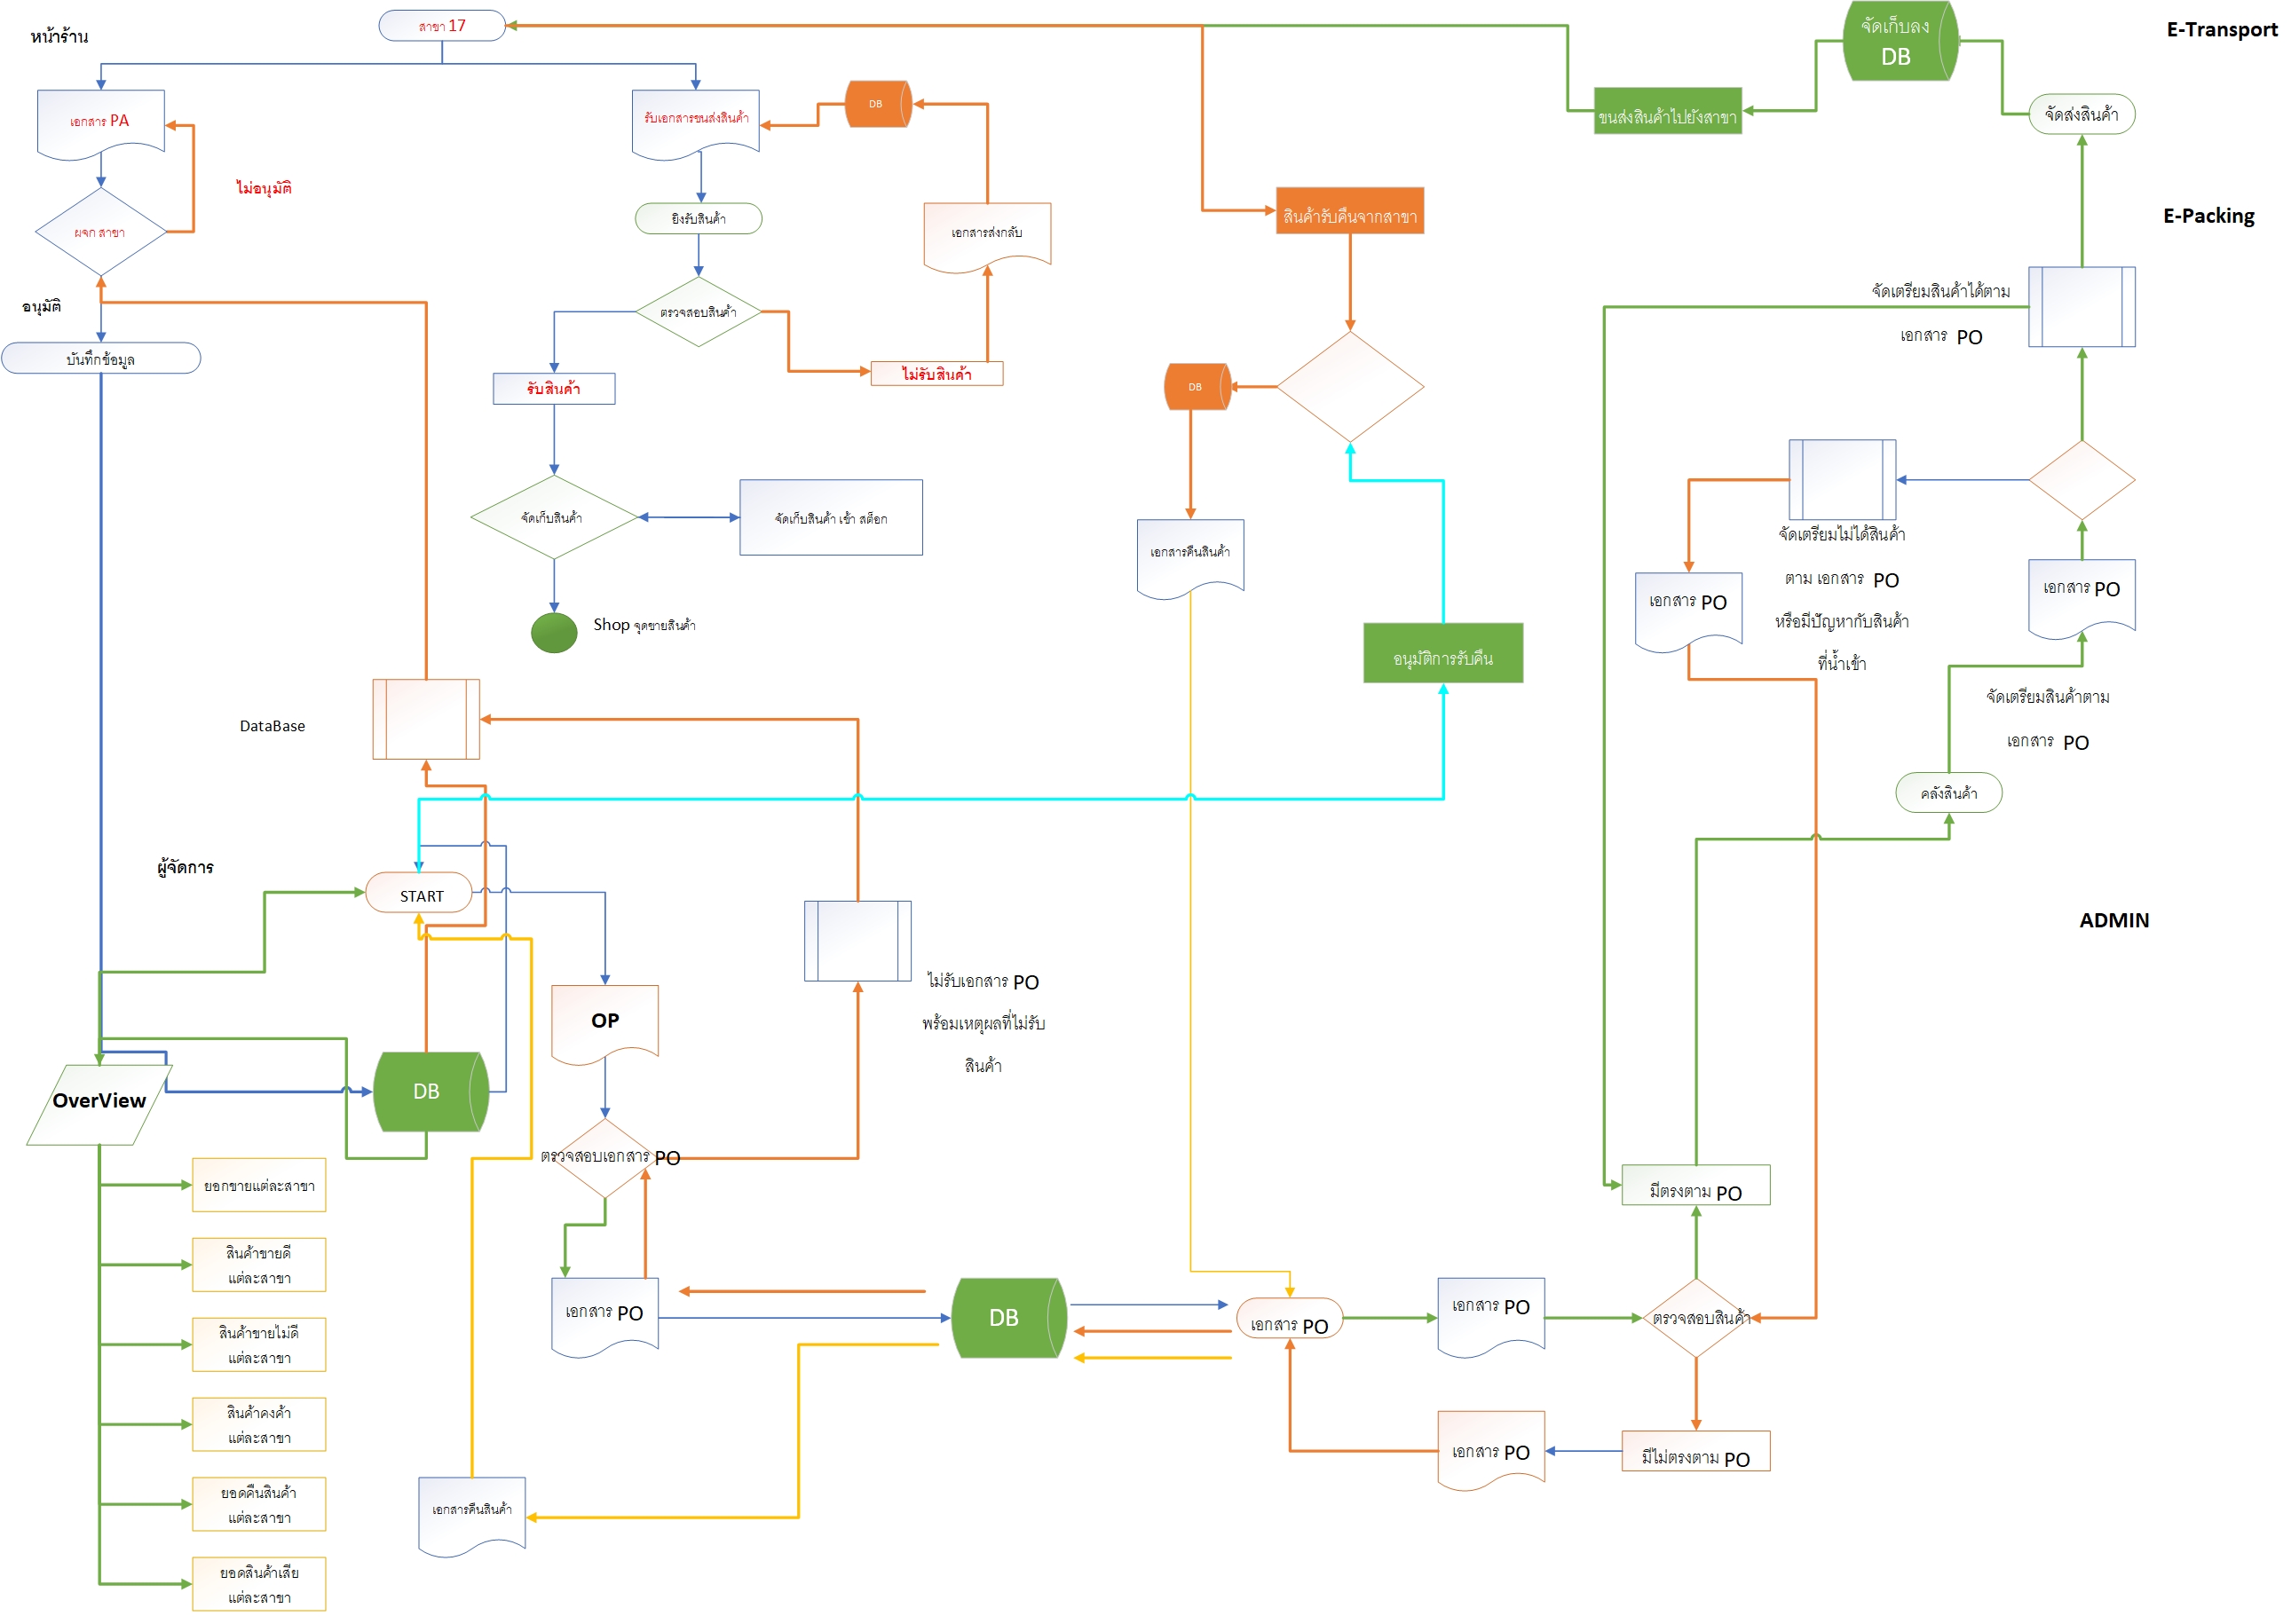 สาขา 17
หน้าร้าน
E-Transport
จัดเก็บลง
DB
เอกสาร PA
รับเอกสารขนส่งสินค้า
DB
ขนส่งสินค้าไปยังสาขา
จัดส่งสินค้า
ไม่อนุมัติ
ผจก สาขา
ยิงรับสินค้า
เอกสารส่งกลับ
สินค้ารับคืนจากสาขา
E-Packing
อนุมัติ
บันทึกข้อมูล
ตรวจสอบสินค้า
ไม่รับสินค้า
รับสินค้า
DB
จัดเตรียมสินค้าได้ตาม
เอกสาร PO
จัดเก็บสินค้า
จัดเก็บสินค้า เข้า สต็อก
เอกสารคืนสินค้า
จัดเตรียมไม่ได้สินค้า
ตาม เอกสาร PO
หรือมีปัญหากับสินค้า
ที่น้ำเข้า
เอกสาร PO
เอกสาร PO
Shop จุดขายสินค้า
อนุมัติการรับคืน
จัดเตรียมสินค้าตาม
เอกสาร PO
DataBase
คลังสินค้า
ผู้จัดการ
START
ADMIN
OP
ไม่รับเอกสาร PO
พร้อมเหตุผลที่ไม่รับ
สินค้า
OverView
DB
ตรวจสอบเอกสาร PO
ยอกขายแต่ละสาขา
มีตรงตาม PO
สินค้าขายดี
แต่ละสาขา
เอกสาร PO
DB
เอกสาร PO
เอกสาร PO
ตรวจสอบสินค้า
สินค้าขายไม่ดี
แต่ละสาขา
สินค้าคงค้า
แต่ละสาขา
เอกสาร PO
มีไม่ตรงตาม PO
ยอดคืนสินค้า
แต่ละสาขา
เอกสารคืนสินค้า
ยอดสินค้าเสีย
แต่ละสาขา